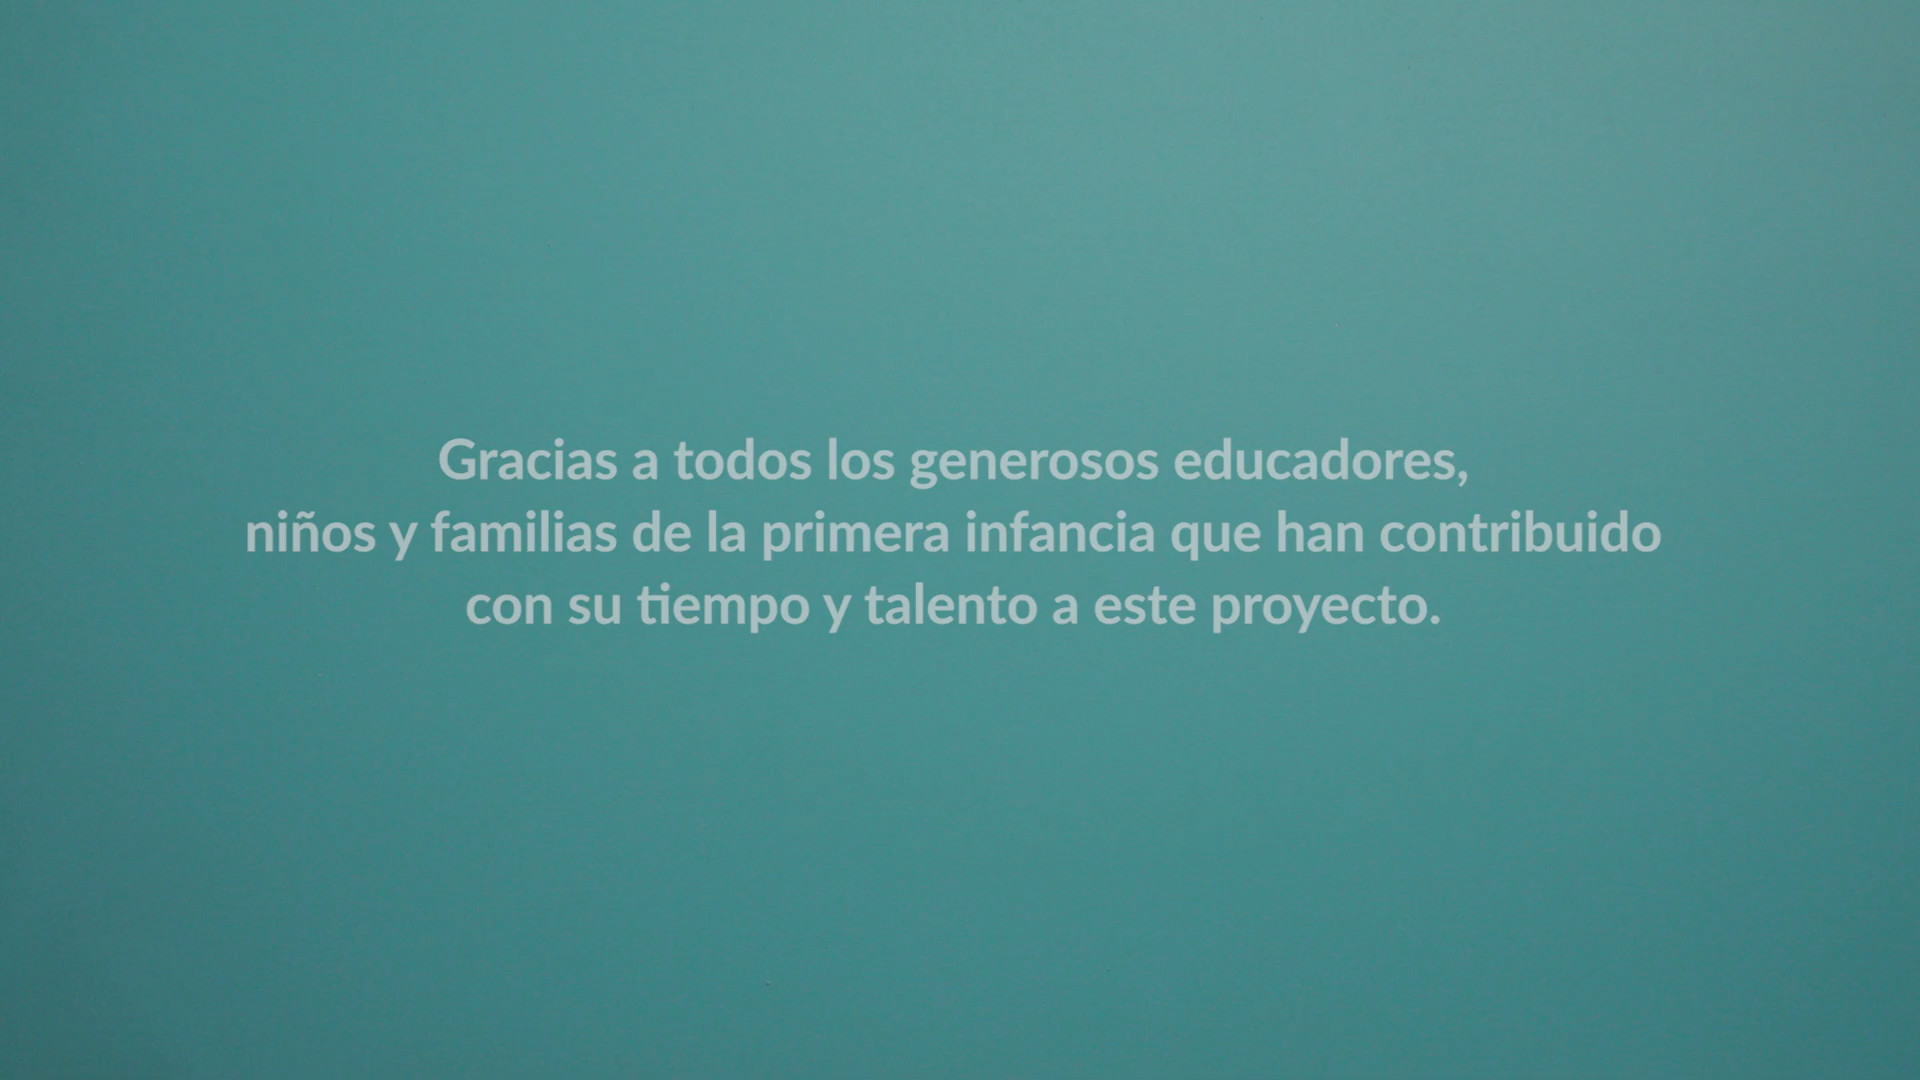 Gracias a todos los generosos educadores,
niños y familias de la primera infancia que han contribuido
con su tiempo y talento a este proyecto.